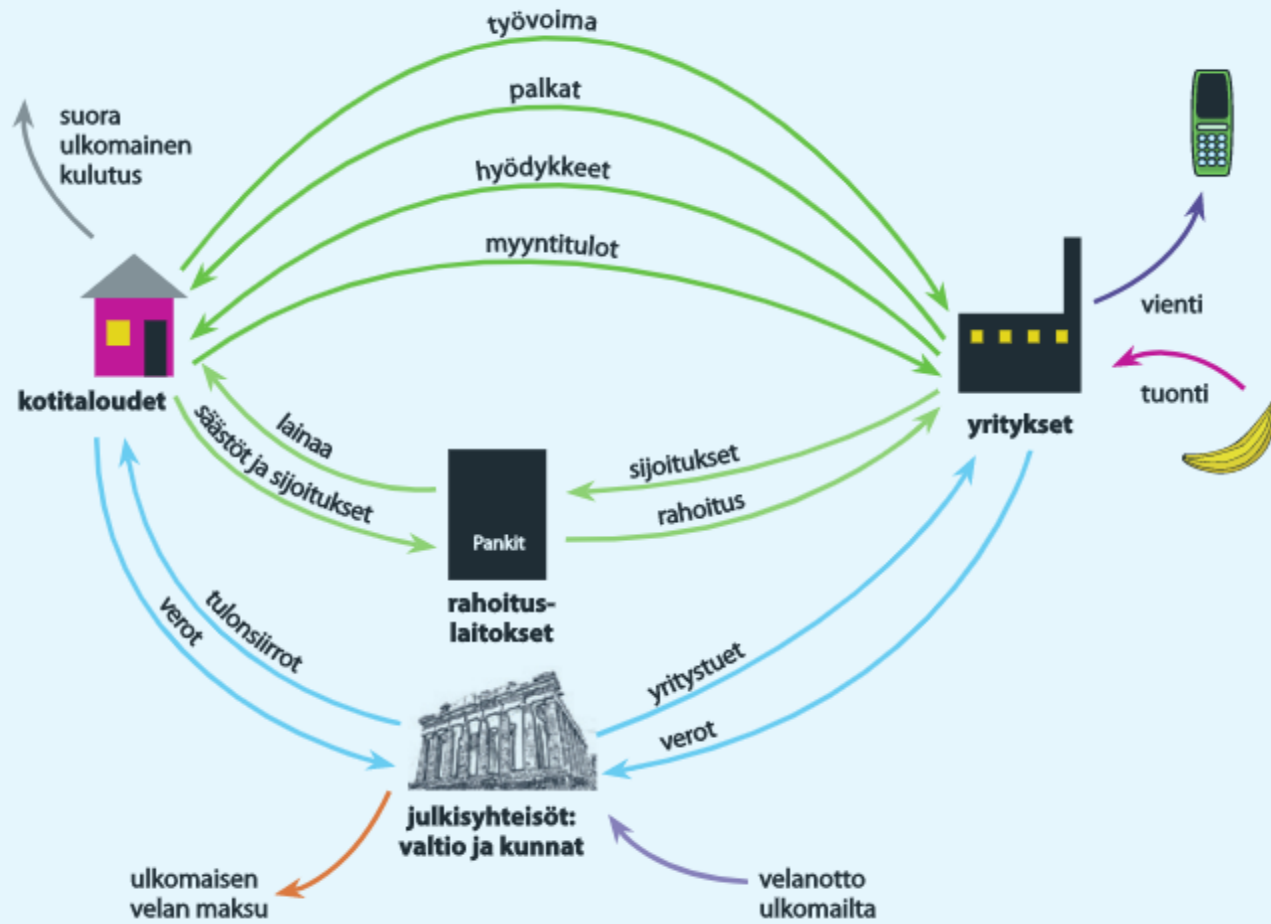 työvoima
palkat
suora
ulkomainen
kulutus
hyödykkeet
myyntitulot
vienti
tuonti
kotitaloudet
yritykset
lainaa
säästöt ja sijoitukset
sijoitukset
rahoitus
Pankit
rahoitus-
laitokset
verot
tulonsiirrot
yritystuet
verot
julkisyhteisöt:
valtio ja kunnat
ulkomaisen
velan maksu
velanotto
ulkomailta